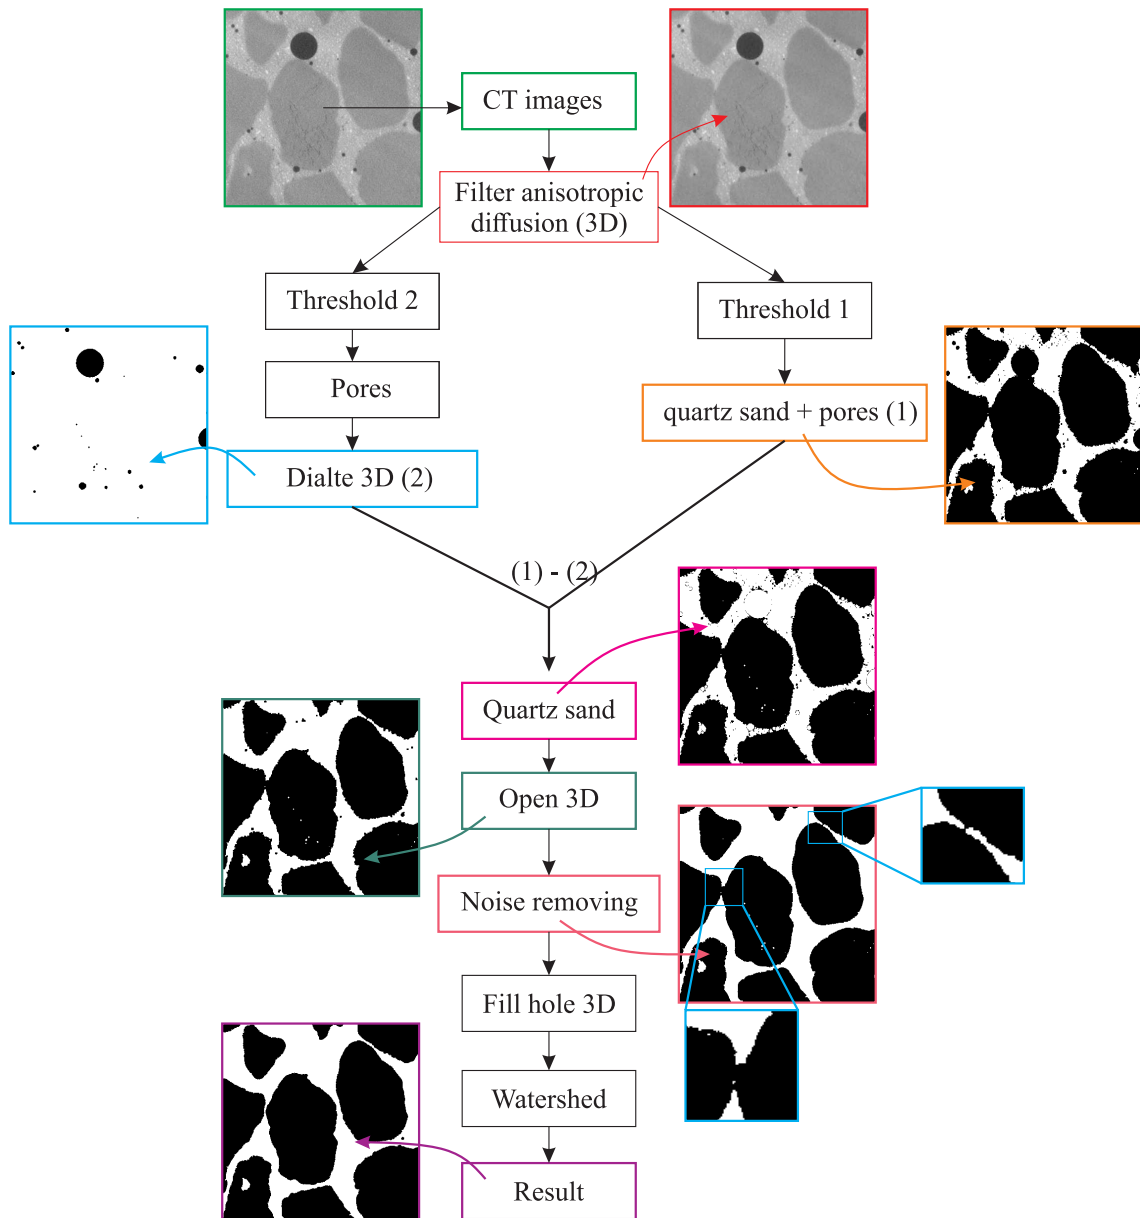 CT images
Filter anisotropic
diffusion (3D)
Threshold 2
Threshold 1
Pores
quartz sand + pores (1)
Dialte 3D (2)
(1) - (2)
Quartz sand
Open 3D
Noise removing
Fill hole 3D
Watershed
Result